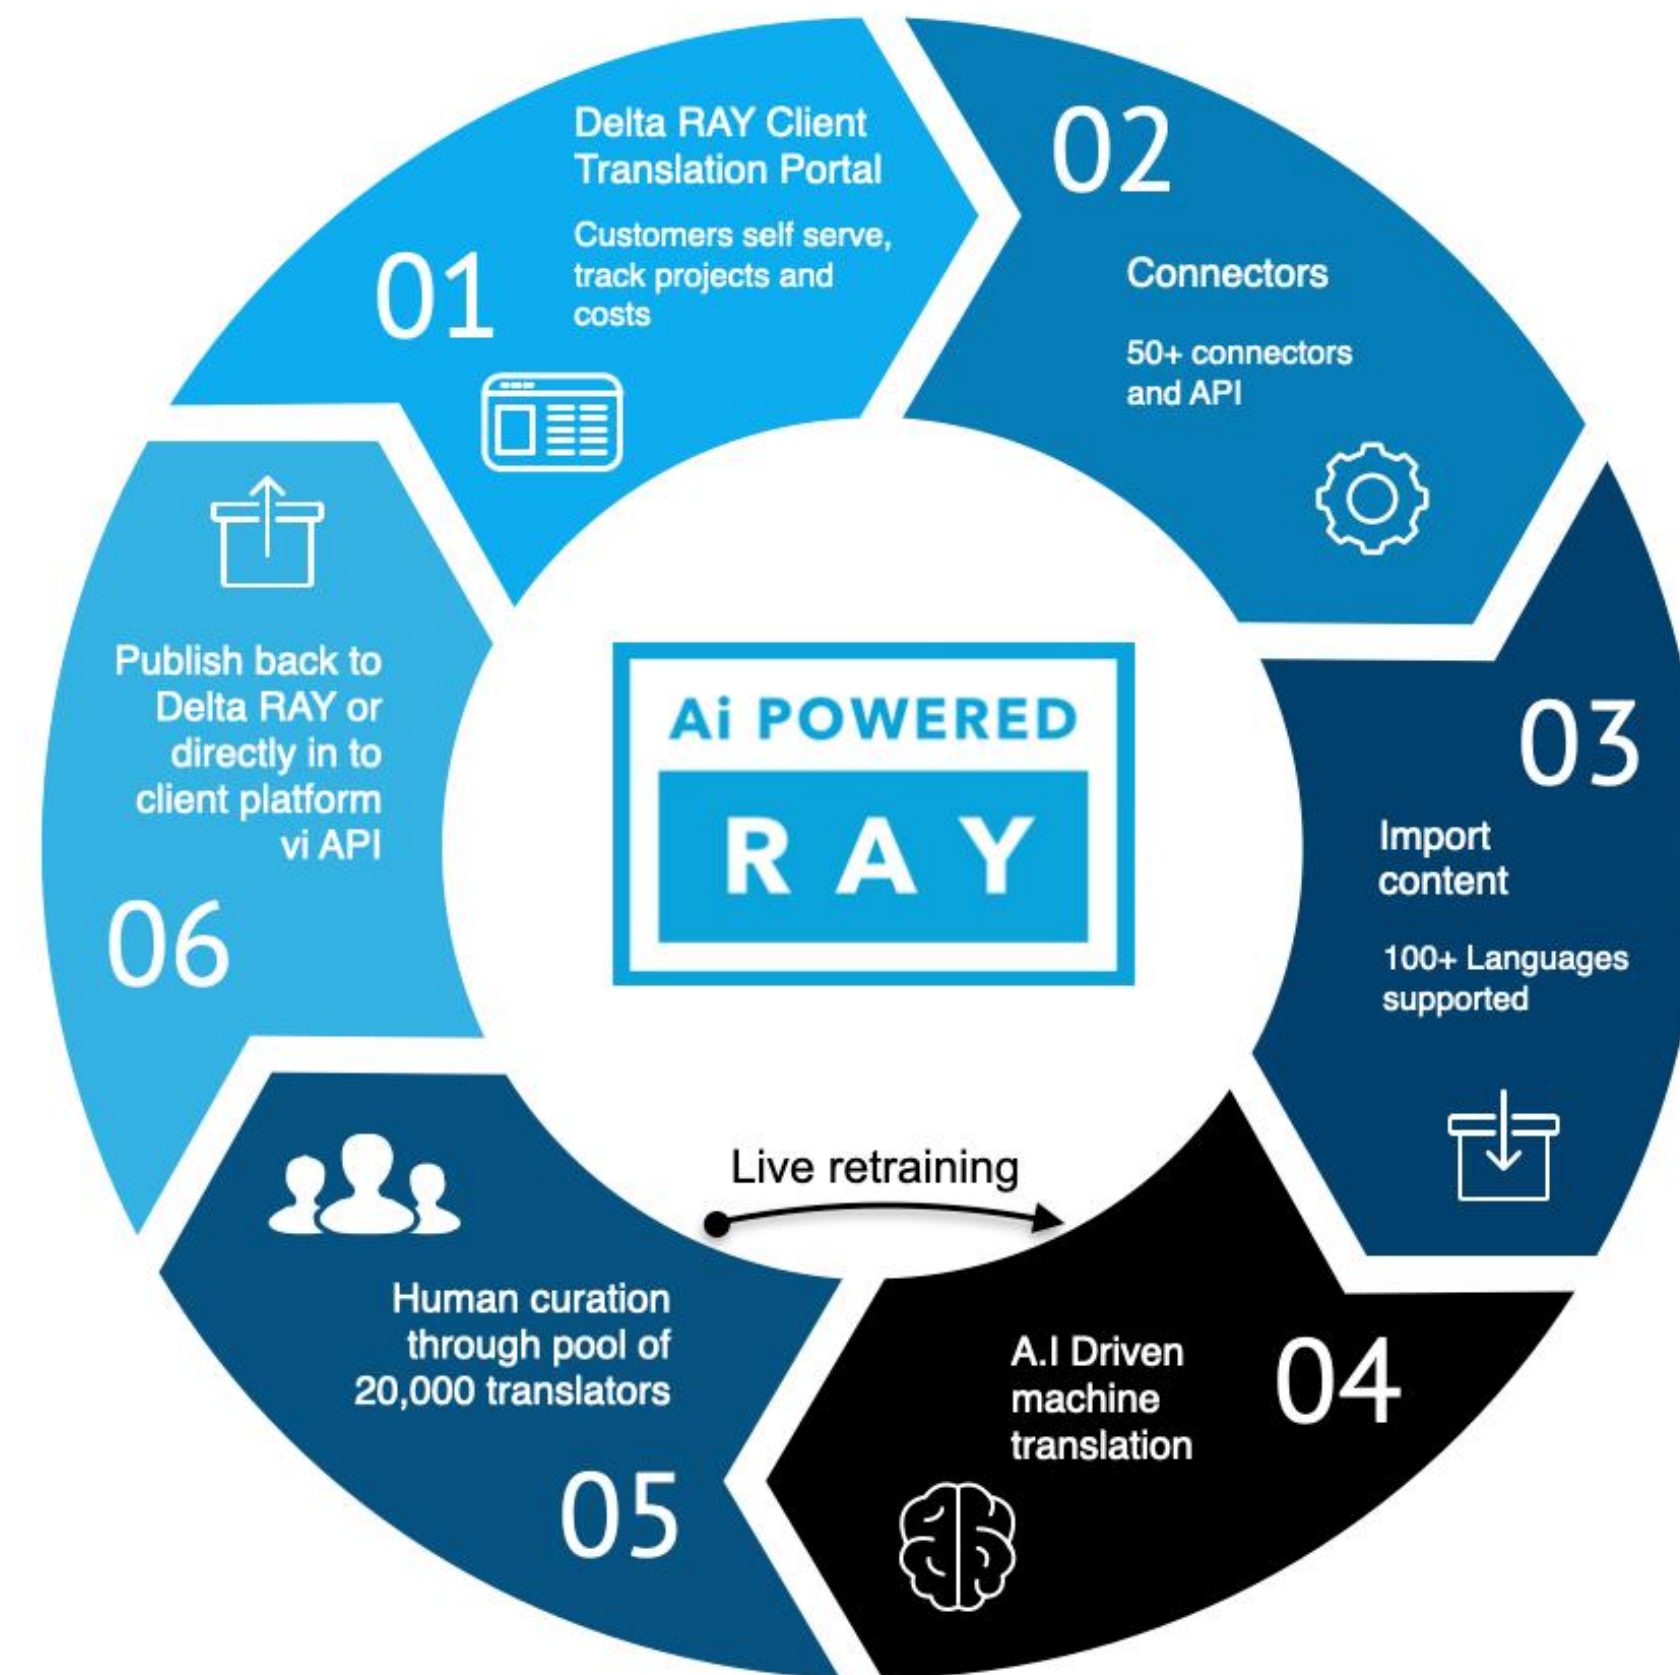 01
Delta RAY Client
Translation Portal
Customers self serve,
track projects and
costs
02
Connectors
50+ connectors
and API
03
Import
content
100+ Languages
supported
04
A.I Driven
machine
translation
05
Human curation
through pool of
20,000 translators
06
Publish back to
Delta RAY or
directly in to
client platform
vi API
Ai POWERED
RAY
Live retraining